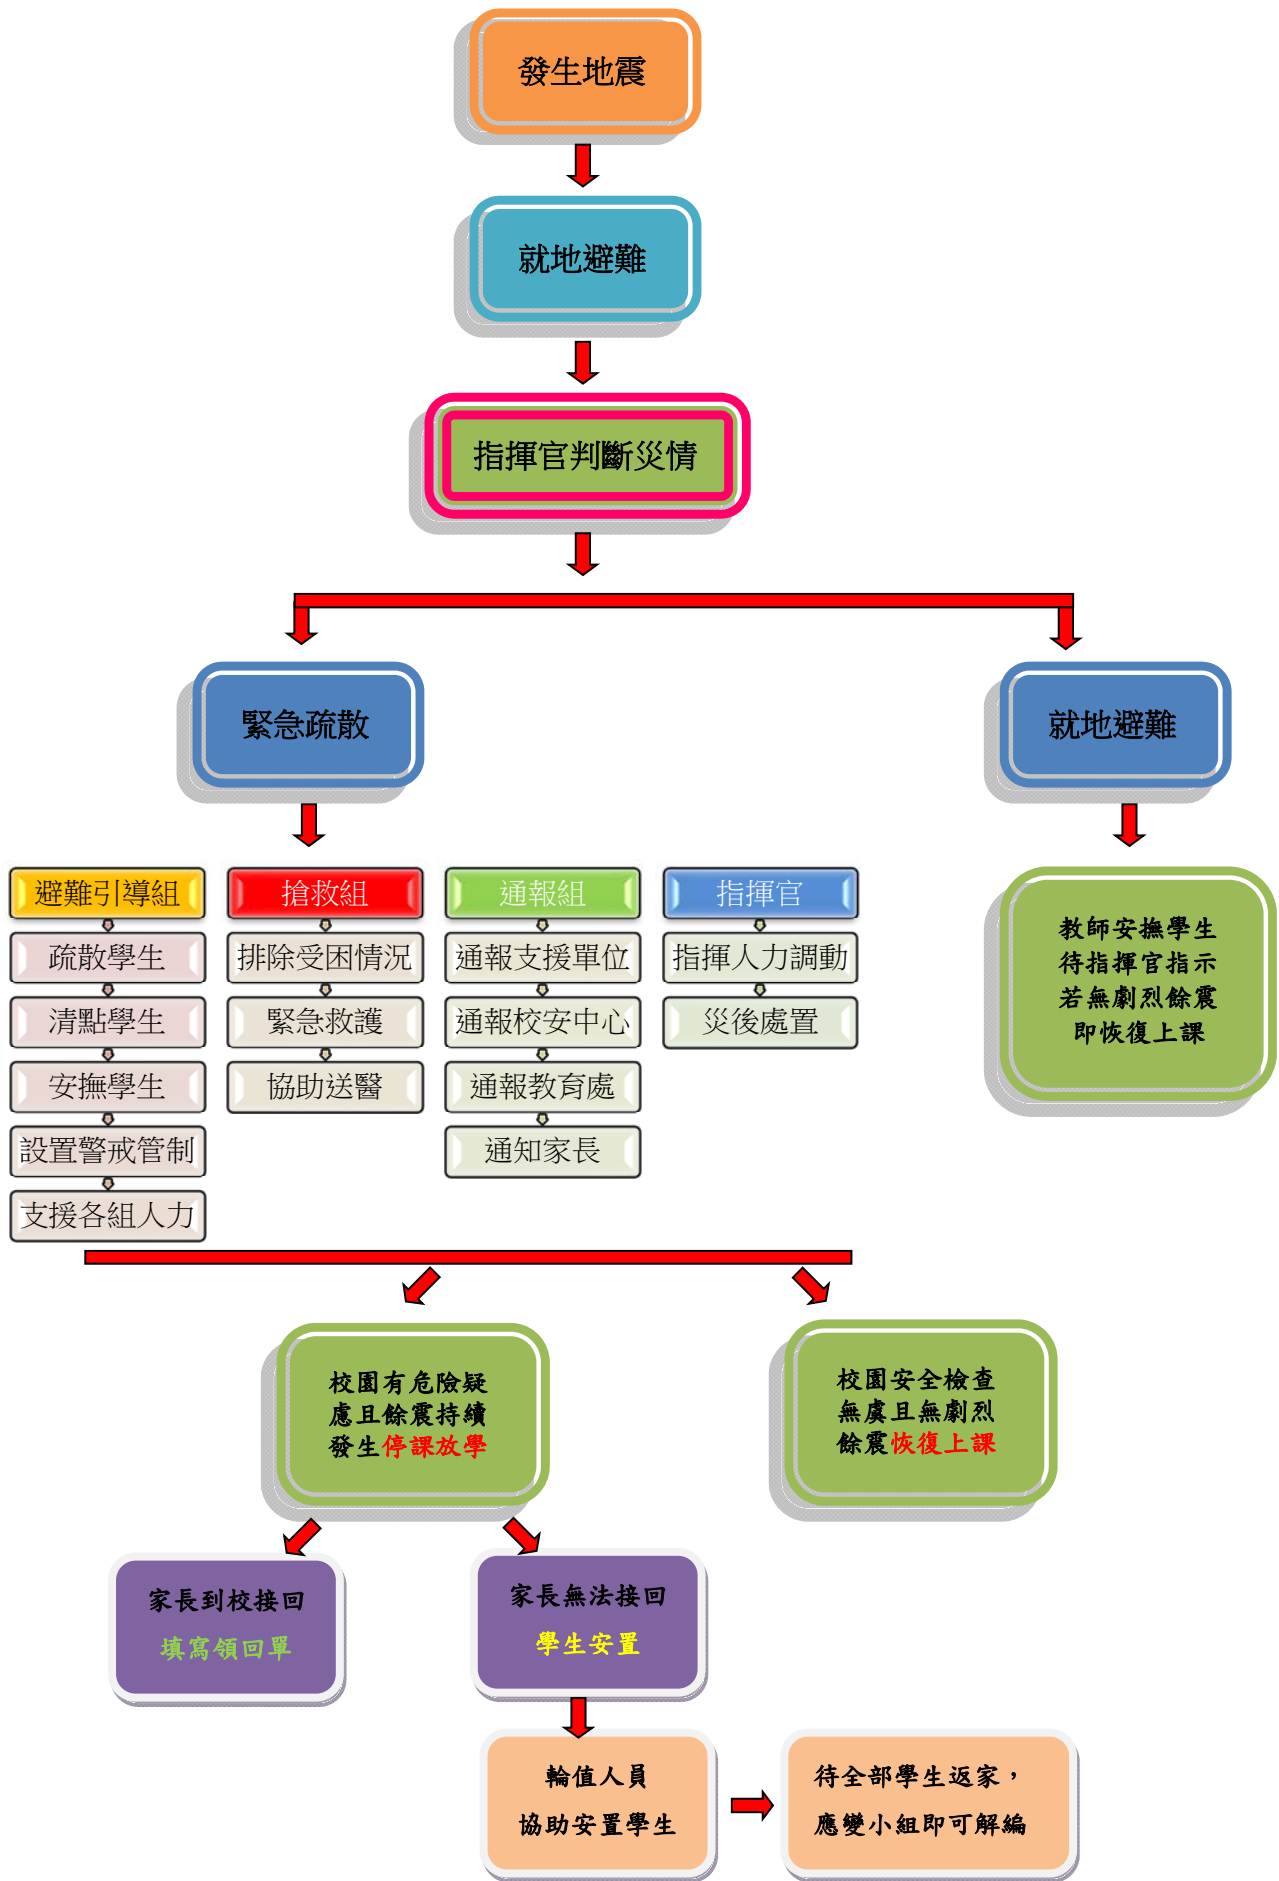 發生地震
就地避難
指揮官判斷災情
緊急疏散
就地避難
避難引導組
疏散學生
清點學生
安撫學生
設置警戒管制
支援各組人力
搶救組
排除受困情況
緊急救護
協助送醫
通報組
通報支援單位
通報校安中心
通報教育處
通知家長
指揮官
指揮人力調動
災後處置
教師安撫學生
待指揮官指示
若無劇烈餘震
即恢復上課
校園有危險疑
慮且餘震持續
發生停課放學
校園安全檢查
無虞且無劇烈
餘震恢復上課
家長到校接回
填寫領回單
家長無法接回
學生安置
輪值人員
協助安置學生
待全部學生返家，
應變小組即可解編